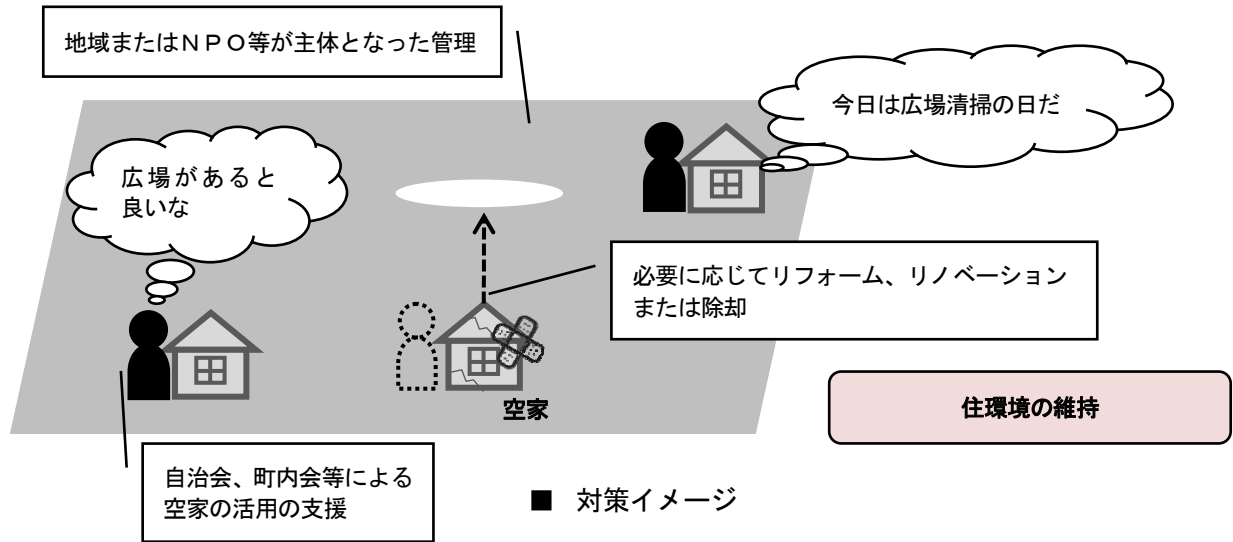 地域またはＮＰＯ等が主体となった管理
今日は広場清掃の日だ
広場があると
良いな
必要に応じてリフォーム、リノベーション
または除却
空家
住環境の維持
自治会、町内会等による
空家の活用の支援
■ 対策イメージ